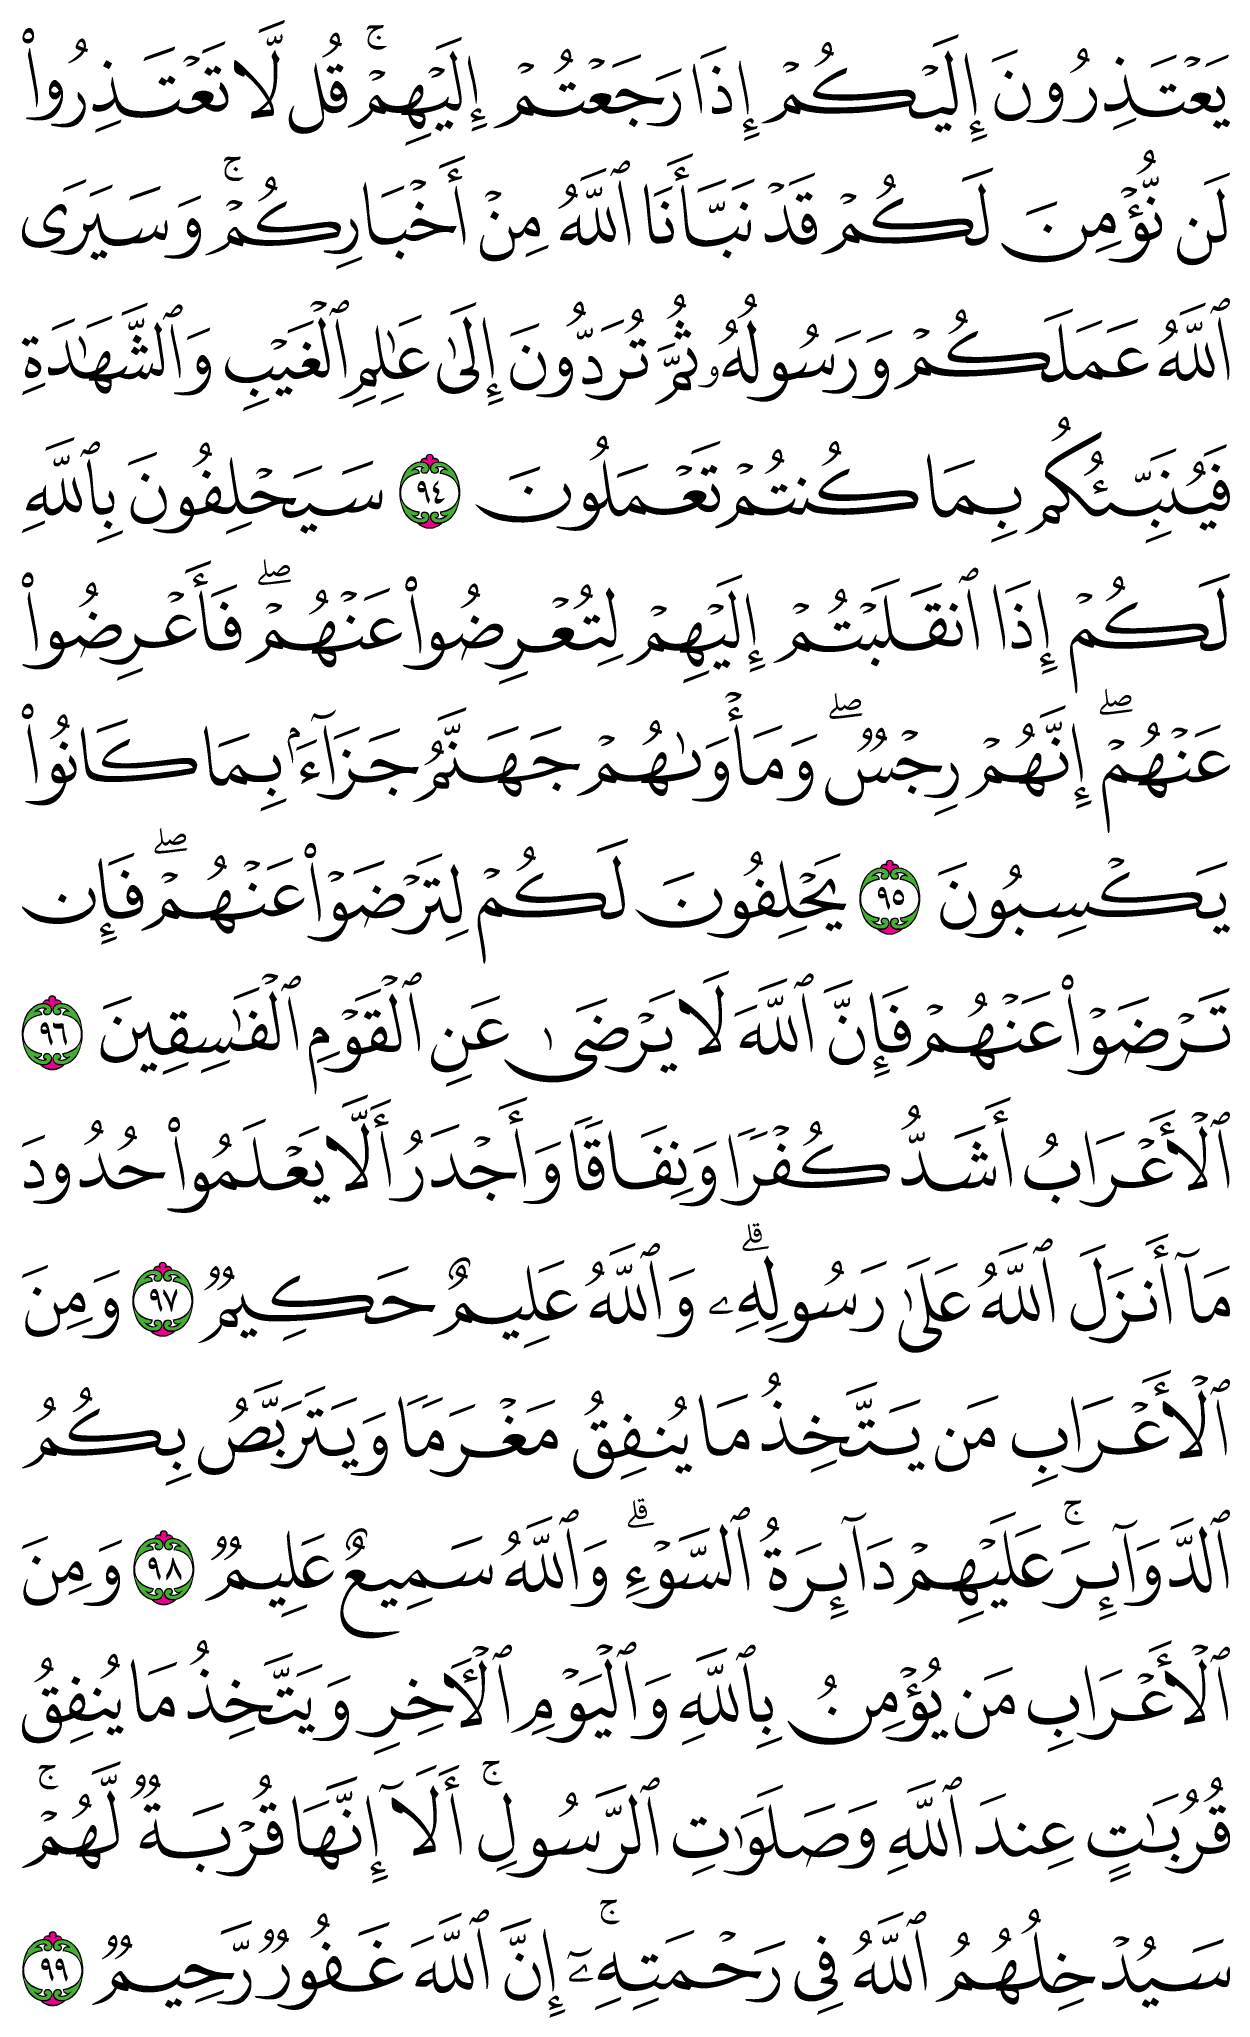 يَعۡتَذِرُونَ إِلَيۡكُمۡ إِذَا رَجَعۡتُمۡ إِلَيۡهِمۡۚ قُل لَّا تَعۡتَذِرُواْ
لَن نُّؤۡمِنَ لَكُمۡ قَدۡ نَبَّأَنَا ٱللَّهُ مِنۡ أَخۡبَارِكُمۡۚ وَسَيَرَى
ٱللَّهُ عَمَلَكُمۡ وَرَسُولُهُۥ ثُمَّ تُرَدُّونَ إِلَىٰ عَٰلِمِ ٱلۡغَيۡبِ وَٱلشَّهَٰدَةِ
فَيُنَبِّئُكُم بِمَا كُنتُمۡ تَعۡمَلُونَ ٩٤ سَيَحۡلِفُونَ بِٱللَّهِ
لَكُمۡ إِذَا ٱنقَلَبۡتُمۡ إِلَيۡهِمۡ لِتُعۡرِضُواْ عَنۡهُمۡۖ فَأَعۡرِضُواْ
عَنۡهُمۡۖ إِنَّهُمۡ رِجۡسٞۖ وَمَأۡوَىٰهُمۡ جَهَنَّمُ جَزَآءَۢ بِمَا كَانُواْ
يَكۡسِبُونَ ٩٥ يَحۡلِفُونَ لَكُمۡ لِتَرۡضَوۡاْ عَنۡهُمۡۖ فَإِن
تَرۡضَوۡاْ عَنۡهُمۡ فَإِنَّ ٱللَّهَ لَا يَرۡضَىٰ عَنِ ٱلۡقَوۡمِ ٱلۡفَٰسِقِينَ ٩٦
ٱلۡأَعۡرَابُ أَشَدُّ كُفۡرٗا وَنِفَاقٗا وَأَجۡدَرُ أَلَّا يَعۡلَمُواْ حُدُودَ
مَآ أَنزَلَ ٱللَّهُ عَلَىٰ رَسُولِهِۦۗ وَٱللَّهُ عَلِيمٌ حَكِيمٞ ٩٧ وَمِنَ
ٱلۡأَعۡرَابِ مَن يَتَّخِذُ مَا يُنفِقُ مَغۡرَمٗا وَيَتَرَبَّصُ بِكُمُ
ٱلدَّوَآئِرَۚ عَلَيۡهِمۡ دَآئِرَةُ ٱلسَّوۡءِۗ وَٱللَّهُ سَمِيعٌ عَلِيمٞ ٩٨ وَمِنَ
ٱلۡأَعۡرَابِ مَن يُؤۡمِنُ بِٱللَّهِ وَٱلۡيَوۡمِ ٱلۡأٓخِرِ وَيَتَّخِذُ مَا يُنفِقُ
قُرُبَٰتٍ عِندَ ٱللَّهِ وَصَلَوَٰتِ ٱلرَّسُولِۚ أَلَآ إِنَّهَا قُرۡبَةٞ لَّهُمۡۚ
سَيُدۡخِلُهُمُ ٱللَّهُ فِي رَحۡمَتِهِۦٓۚ إِنَّ ٱللَّهَ غَفُورٞ رَّحِيمٞ ٩٩